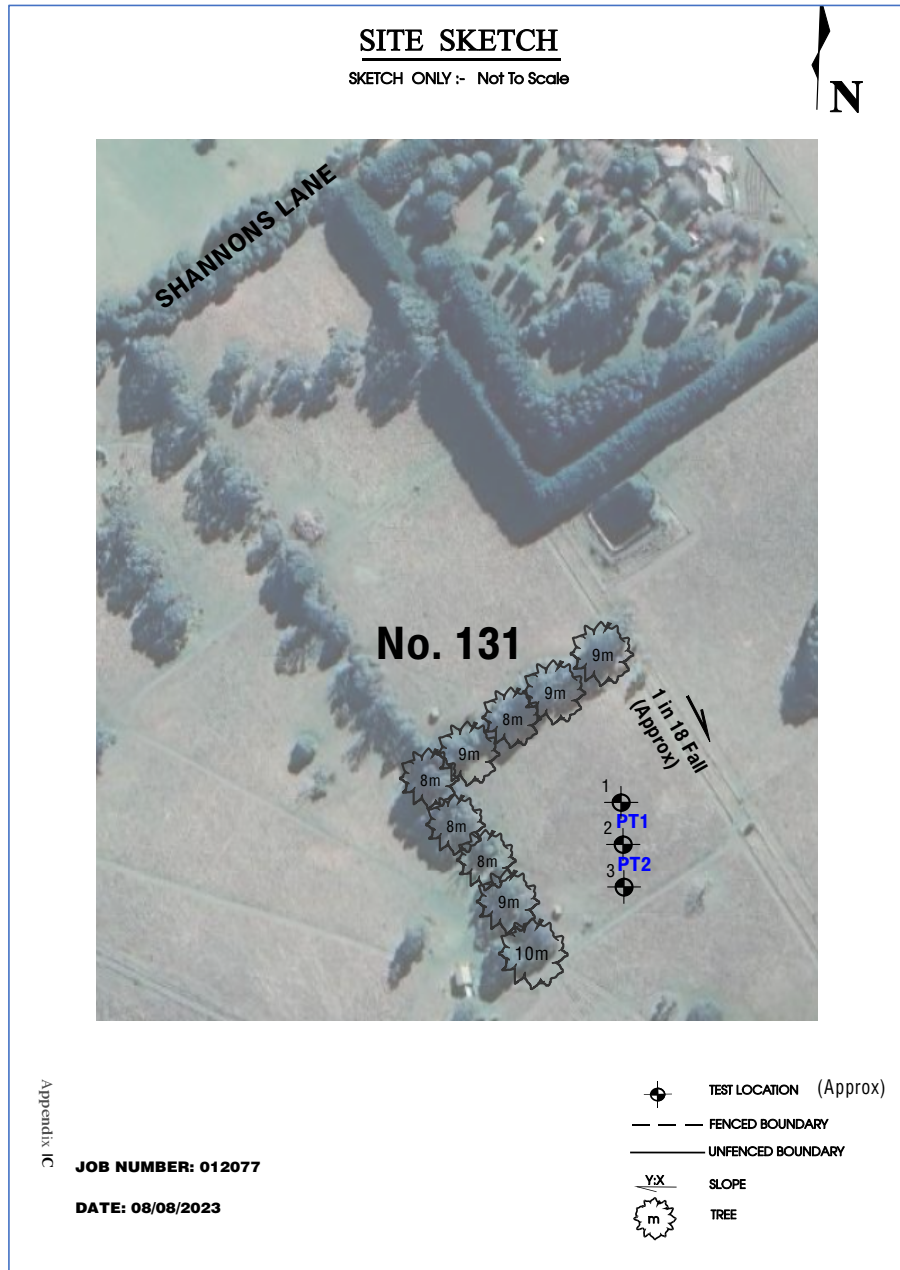 SITE SKETCH
SKETCH ONLY :- Not To Scale
N
SHANNONS LANE
No. 131
9m
9m
8m
9m
8m
8m
8m
9m
10m
1 in 18 Fall
(Approx)
1
PT1
2
PT2
3
Appendix 1C
JOB NUMBER: 012077
DATE: 08/08/2023
TEST LOCATION (Approx)
FENCED BOUNDARY
UNFENCED BOUNDARY
Y:X SLOPE
m TREE